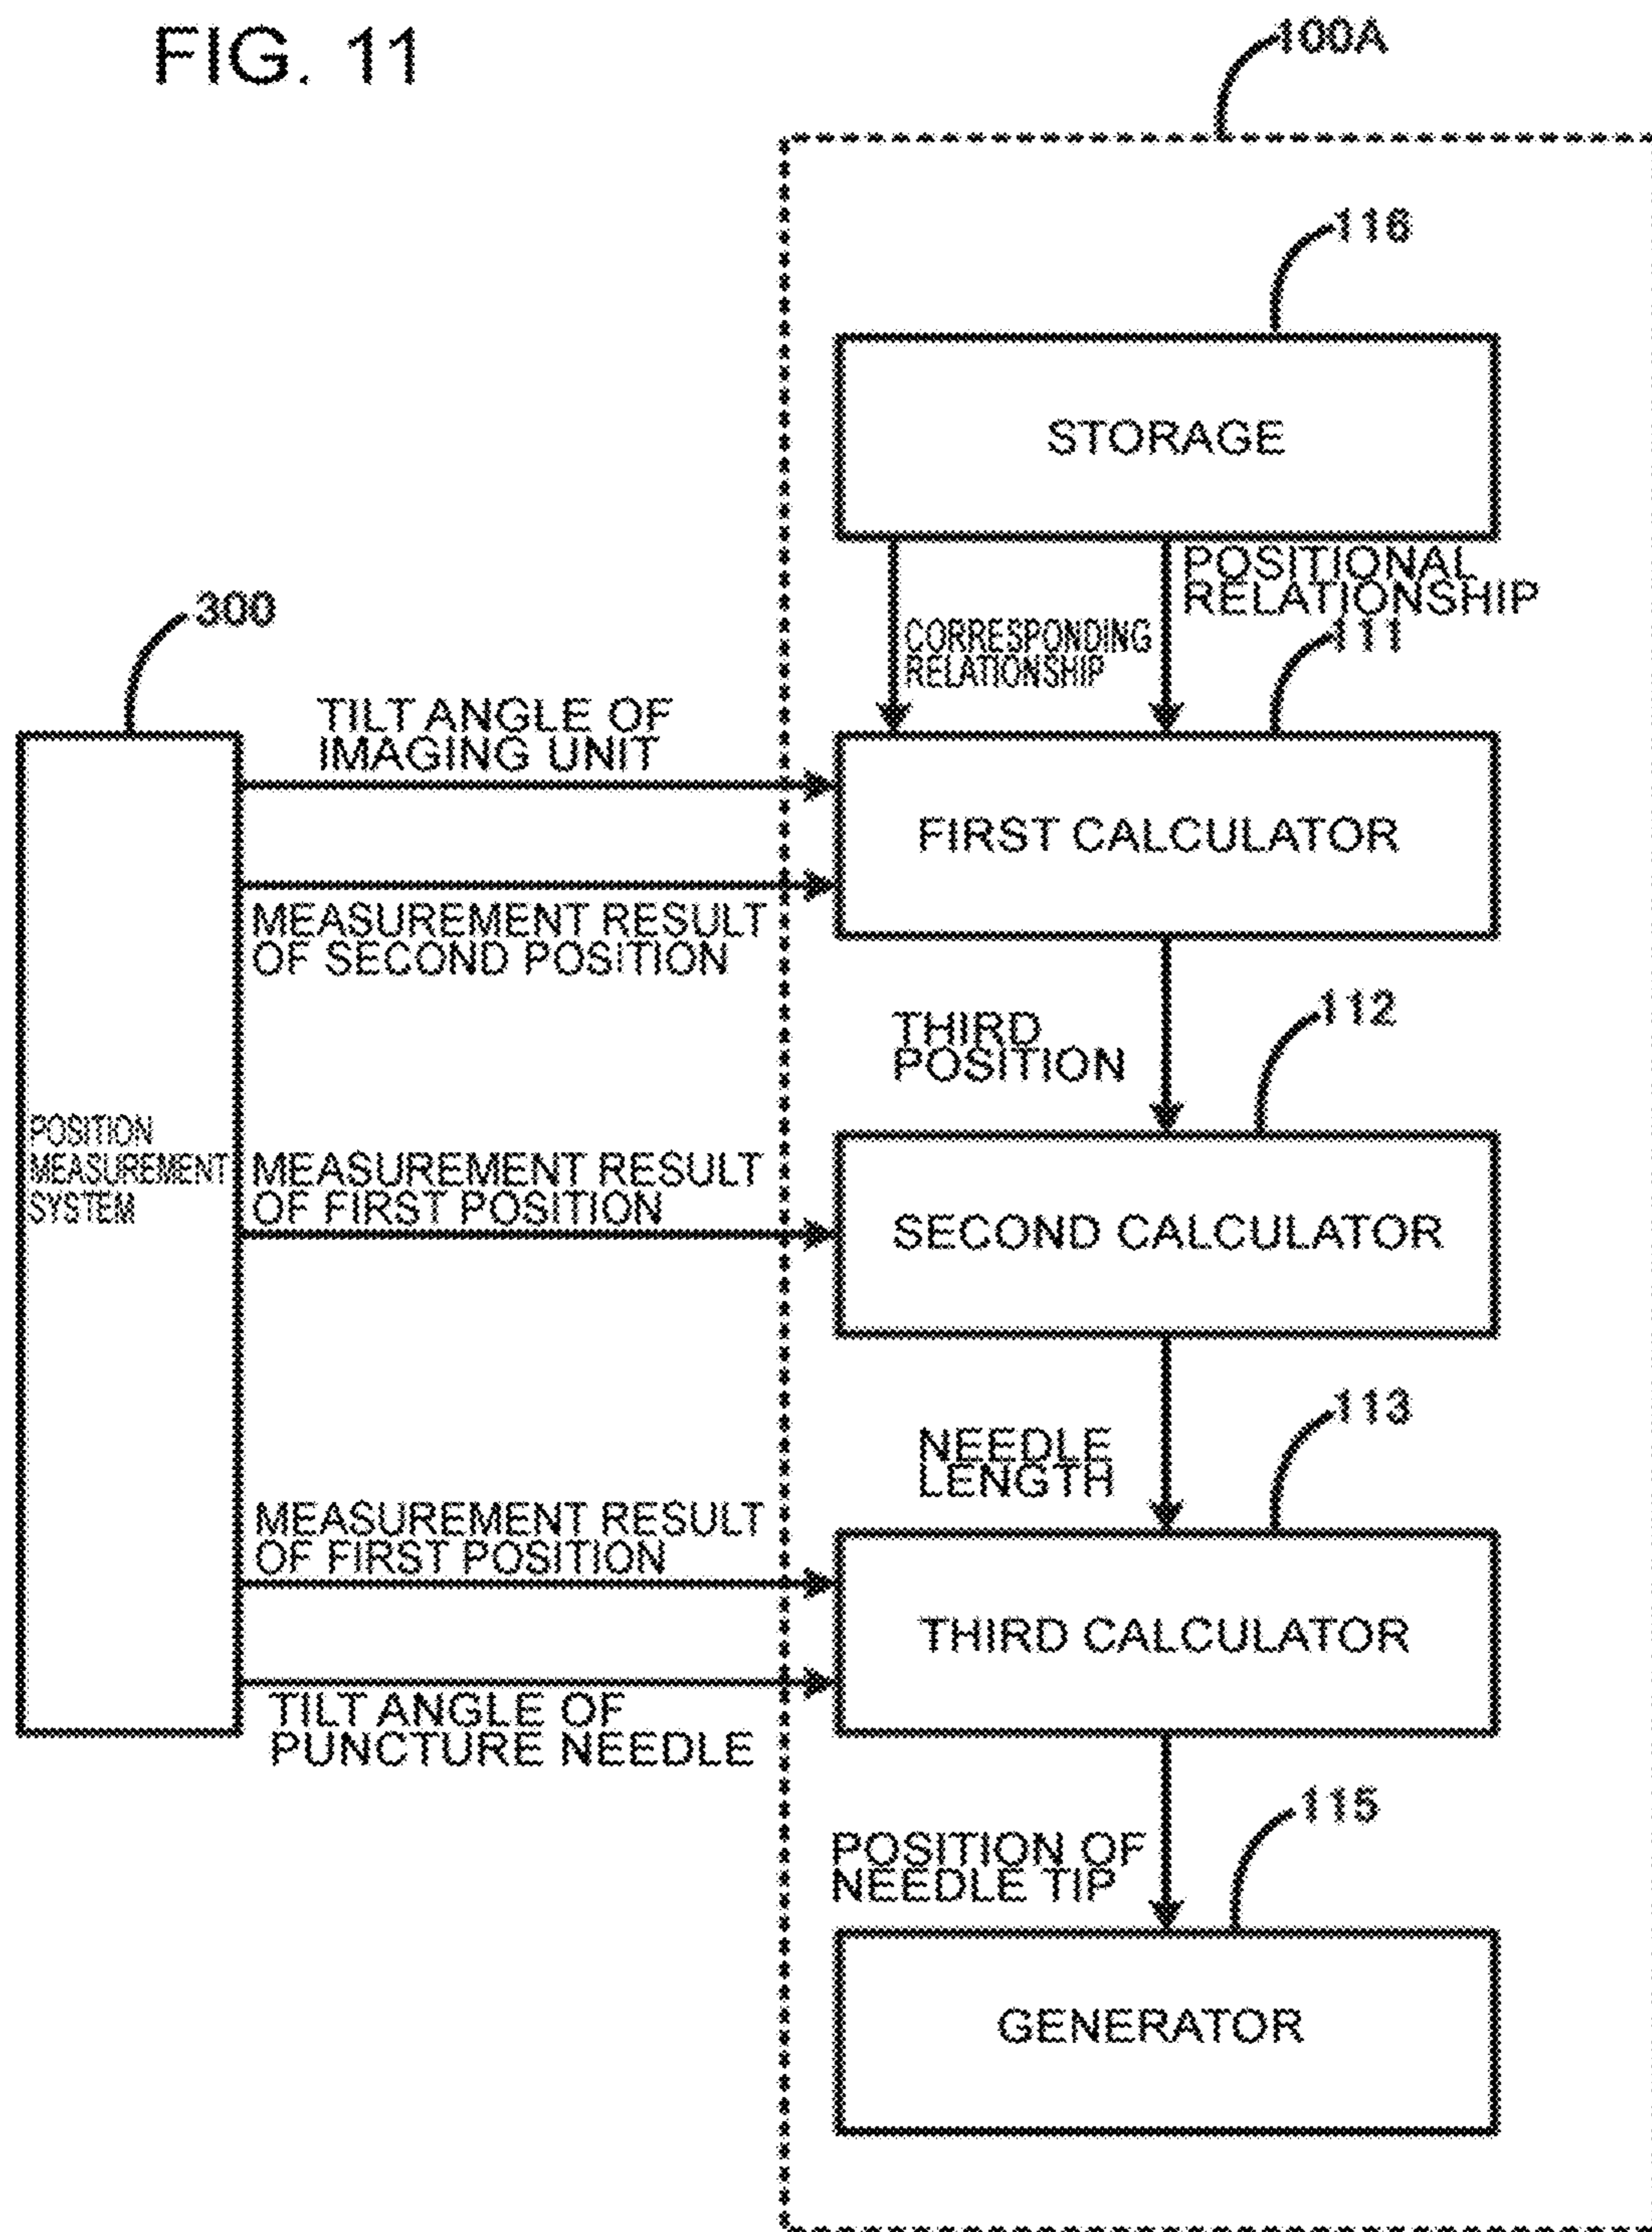 FIG. 11
100A
116
STORAGE
POSITIONAL
RELATIONSHIP
CORRESPONDING
RELATIONSHIP
111
300
TILT ANGLE OF
IMAGING UNIT
FIRST CALCULATOR
MEASUREMENT RESULT
OF SECOND POSITION
THIRD
POSITION
112
POSITION
MEASUREMENT
SYSTEM
MEASUREMENT RESULT
OF FIRST POSITION
SECOND CALCULATOR
NEEDLE
LENGTH
113
MEASUREMENT RESULT
OF FIRST POSITION
THIRD CALCULATOR
TILT ANGLE OF
PUNCTURE NEEDLE
POSITION OF
NEEDLE TIP
115
GENERATOR